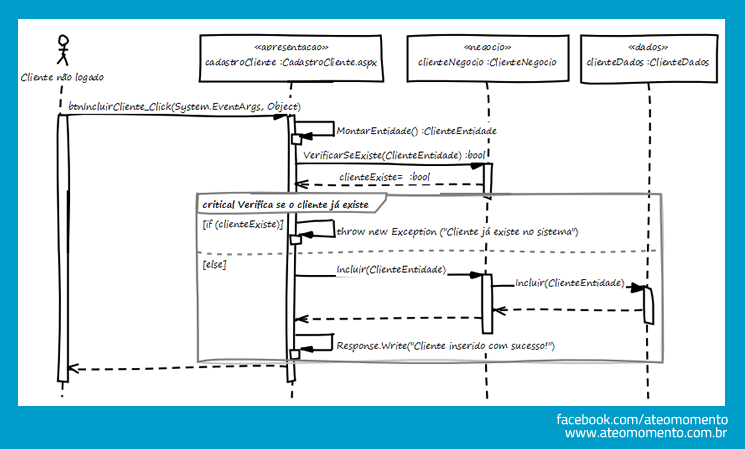 Cliente não logado
«apresentacao»
cadastroCliente :CadastroCliente.aspx
«negocio»
clienteNegocio :ClienteNegocio
«dados»
clienteDados :ClienteDados
btnIncluirCliente_Click(System.EventArgs, Object)
MontarEntidade() :ClienteEntidade
VerificarSeExiste(ClienteEntidade) :bool
clienteExiste= :bool
critical Verifica se o cliente já existe
[if (clienteExiste)]
throw new Exception ("Cliente já existe no sistema")
[else]
Incluir(ClienteEntidade)
Incluir(ClienteEntidade)
Response.Write("Cliente inserido com sucesso!")
facebook.com/ateomomento
www.ateomomento.com.br